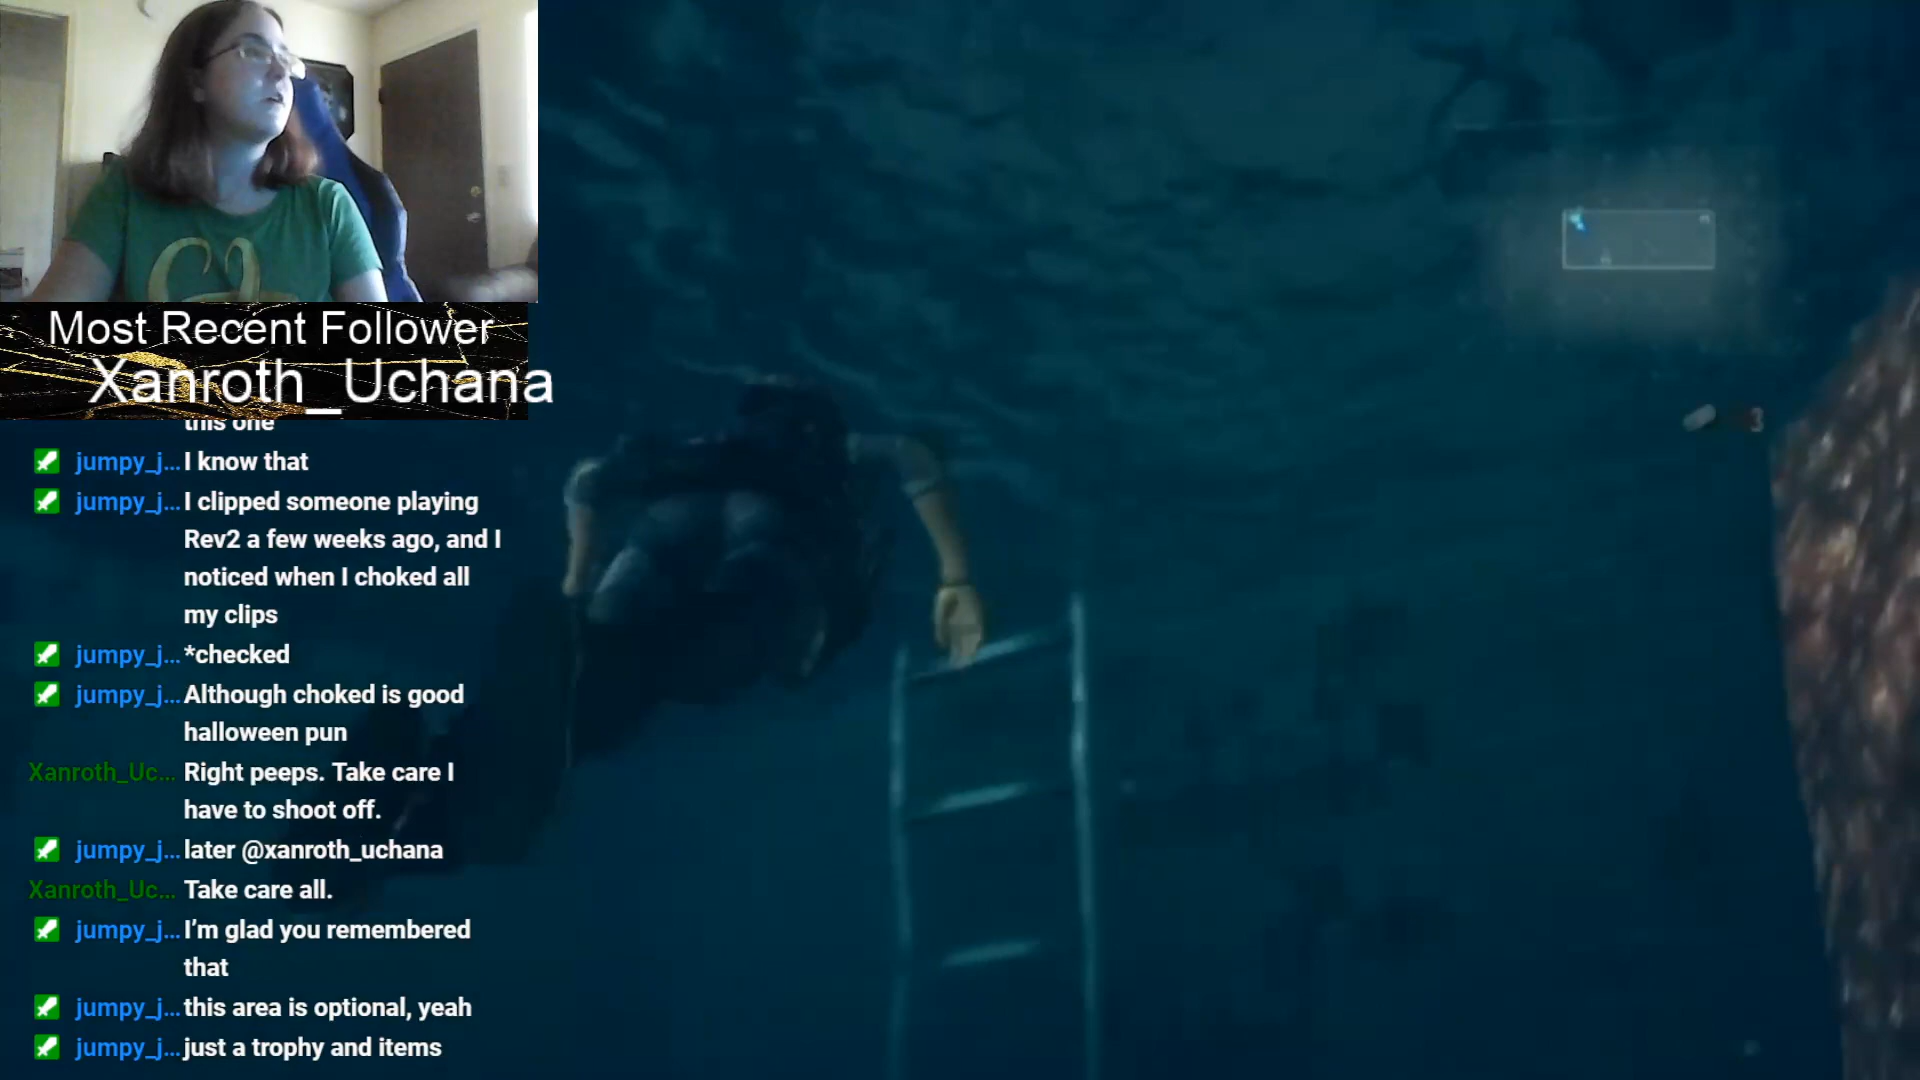 Most Recent Follower
Xanroth_Uchana
this one
jumpy_j... I know that
jumpy_j... I clipped someone playing
Rev2 a few weeks ago, and I
noticed when I choked all
my clips
jumpy_j... *checked
jumpy_j... Although choked is good
halloween pun
Xanroth_Uc... Right peeps. Take care I
have to shoot off.
jumpy_j... later @xanroth_uchana
Xanroth_Uc... Take care all.
jumpy_j... I’m glad you remembered
that
jumpy_j... this area is optional, yeah
jumpy_j... just a trophy and items